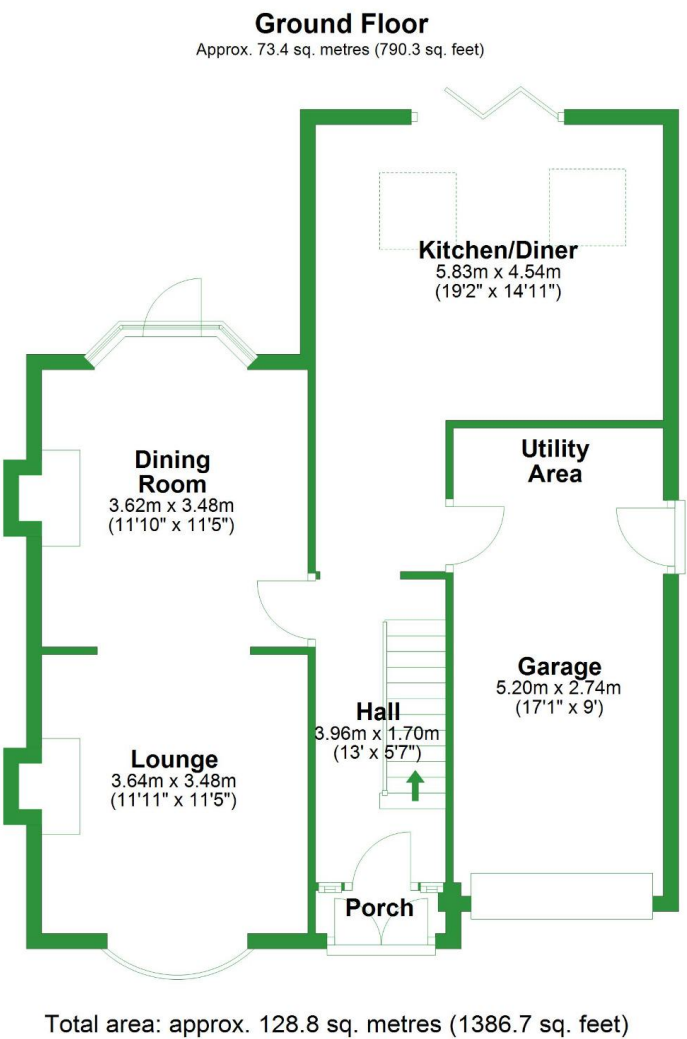 Ground Floor
Approx. 73.4 sq. metres (790.3 sq. feet)
Kitchen/Diner
5.83m x 4.54m
(19'2" x 14'11")
Utility
Area
Dining
Room
3.62m x 3.48m
(11'10" x 11'5")
Garage
5.20m x 2.74m
(17'1" x 9')
Hall
3.96m x 1.70m
(13' x 5'7")
Lounge
3.64m x 3.48m
(11'11" x 11'5")
Porch
Total area: approx. 128.8 sq. metres (1386.7 sq. feet)